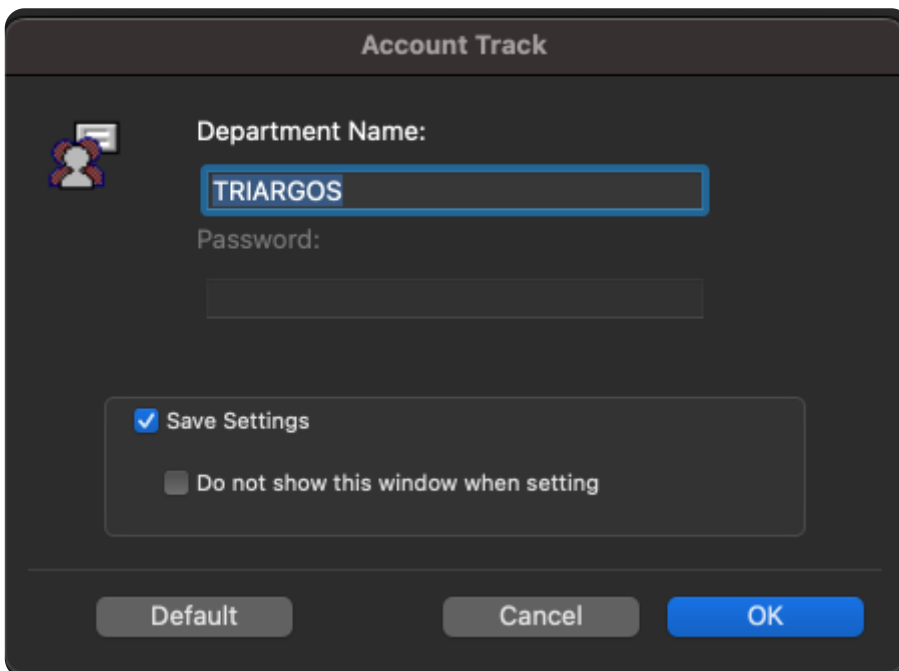 Account Track
Department Name:
TRIARGOS
Password:
Save Settings
Do not show this window when setting
Default Cancel OK